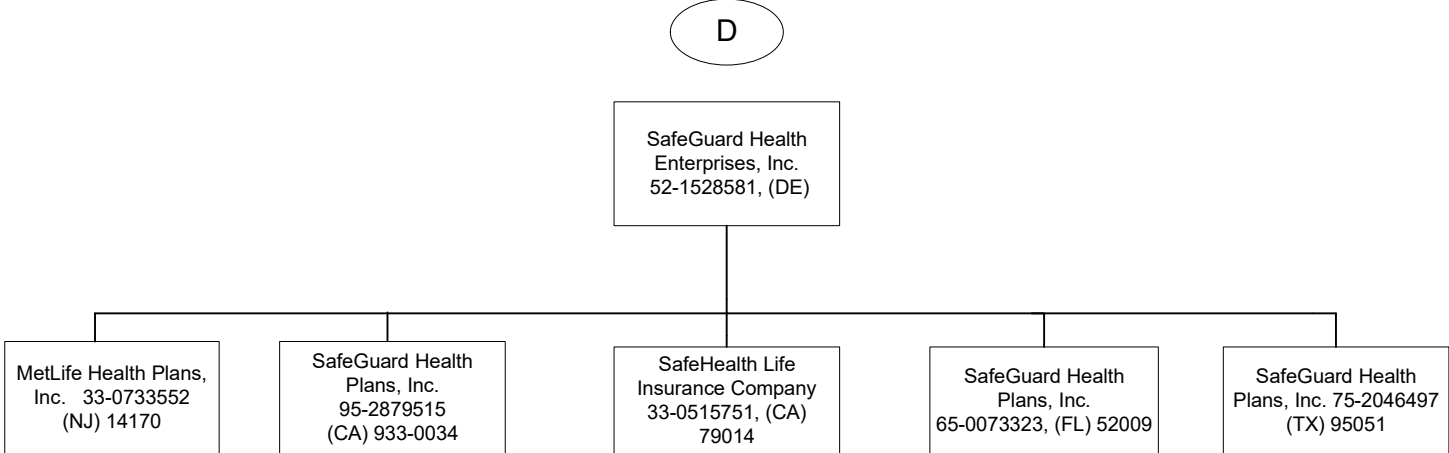 D
SafeGuard Health
Enterprises, Inc.
52-1528581, (DE)
MetLife Health Plans,
Inc. 33-0733552
(NJ) 14170
SafeGuard Health
Plans, Inc.
95-2879515
(CA) 933-0034
SafeHealth Life
Insurance Company
33-0515751, (CA)
79014
SafeGuard Health
Plans, Inc.
65-0073323, (FL) 52009
SafeGuard Health
Plans, Inc. 75-2046497
(TX) 95051